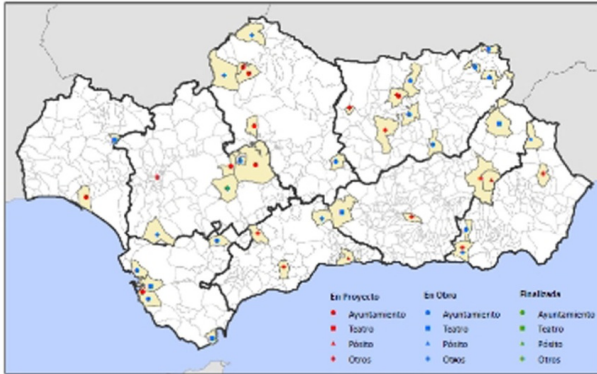 En Proyecto
Ayuntamiento
Teatro
Pósito
Otros
En Obra
Ayuntamiento
Teatro
Pósito
Otros
Finalizada
Ayuntamiento
Teatro
Pósito
Otros